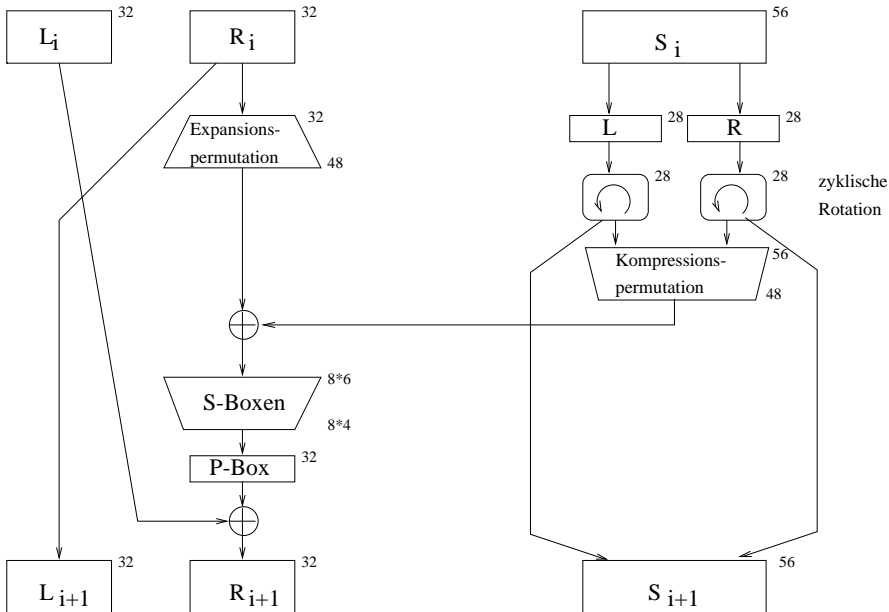 32 32 56
L i R i S i
32 28 28
Expansions- L R
permutation
48
28 28 zyklische
Rotation
56
Kompressions-
permutation
48
8*6
S-Boxen
8*4
32
P-Box
32 32 56
L i+1 R i+1 S i+1